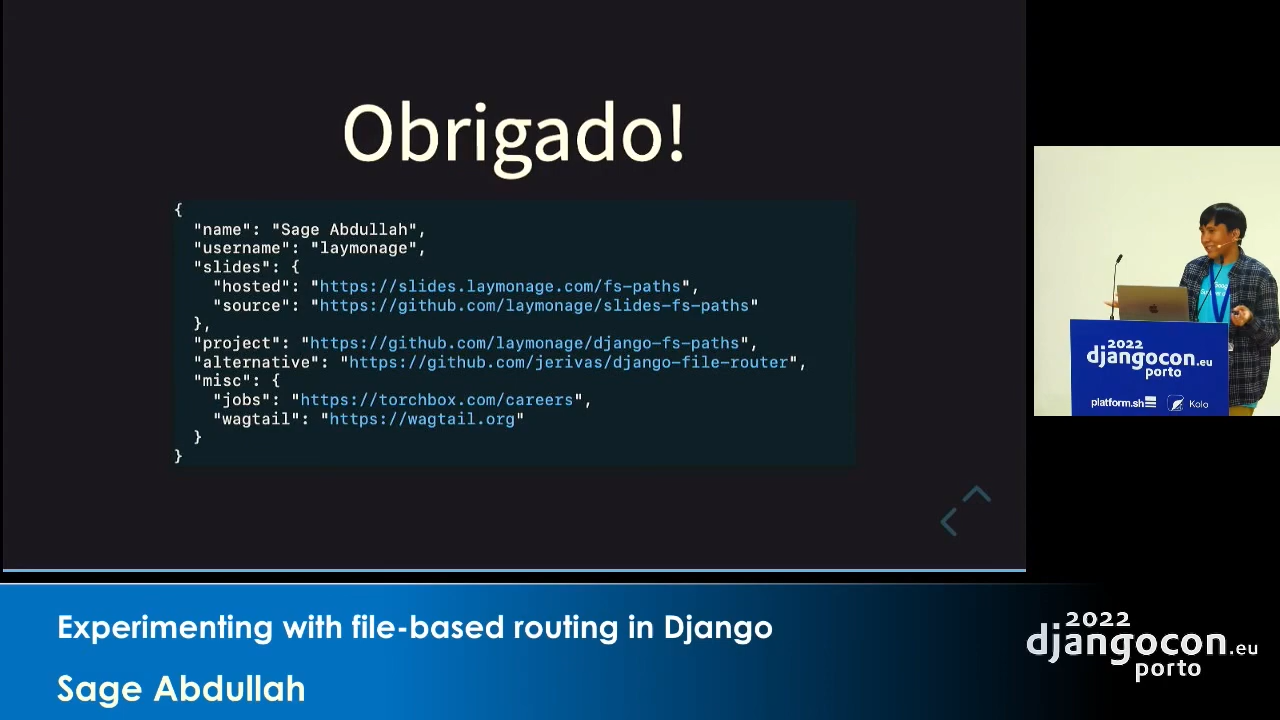 Obrigado!
{
"name": "Sage Abdullah",
"username": "laymonage",
"slides": {
"hosted": "https://slides.laymonage.com/fs-paths",
"source": "https://github.com/laymonage/slides-fs-paths"
},
"project": "https://github.com/laymonage/django-fs-paths",
"alternative": "https://github.com/jerivas/django-file-router",
"misc": {
"jobs": "https://torchbox.com/careers",
"wagtail": "https://wagtail.org"
}
}
2022
djangocon.eu
porto
platform.sh
Kolo
Experimenting with file-based routing in Django
Sage Abdullah
2022
djangocon.eu
porto